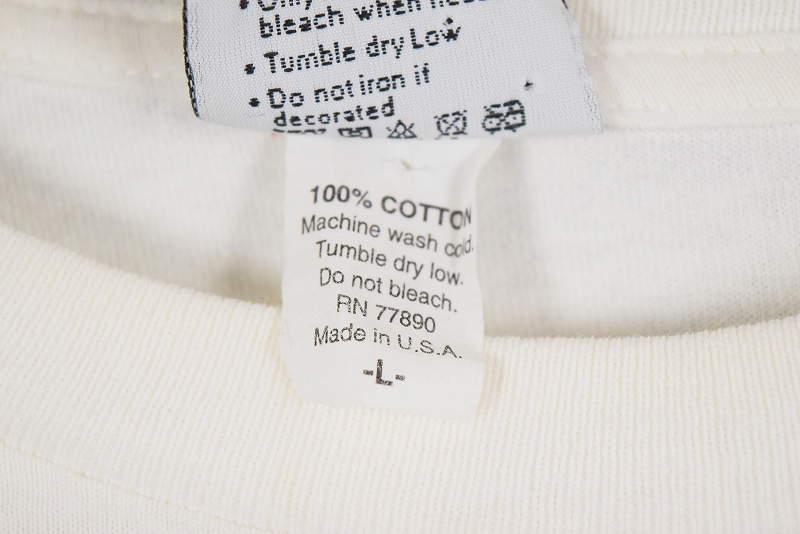 • Only
bleach when
• Tumble dry Low
• Do not iron if
decorated
100% COTTON
Machine wash cold.
Tumble dry low.
Do not bleach.
RN 77890
Made in U.S.A.
-L-